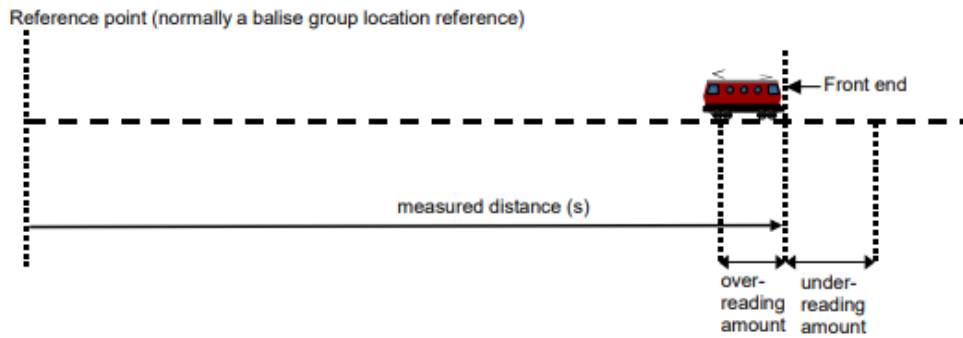 Reference point (normally a balise group location reference)
Front end
measured distance (s)
over-
reading
amount
under-
reading
amount